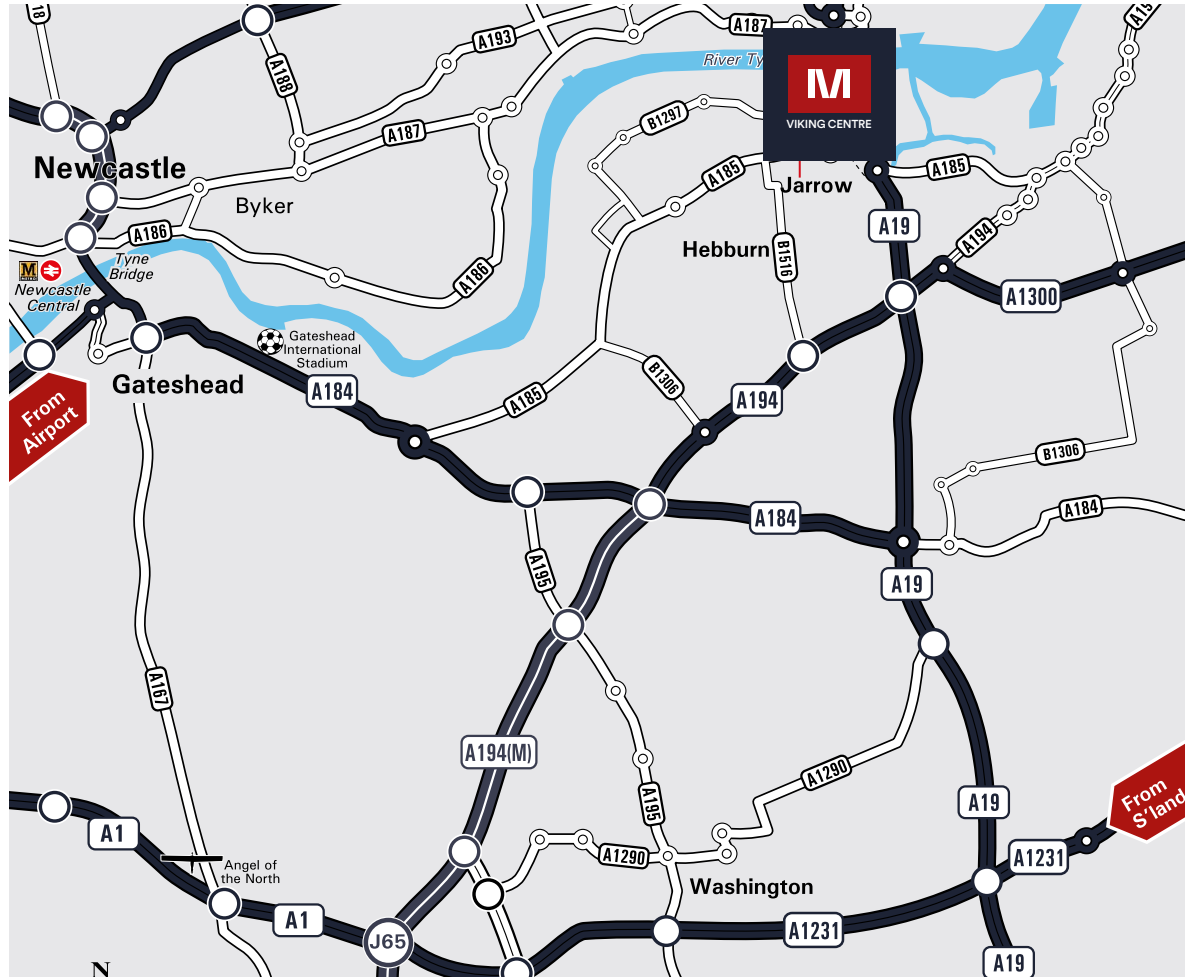 18
A188
A193
A187
A187
River Ty
M
VIKING CENTRE
A19
B1297
Newcastle
Byker
A186
A186
Tyne
Bridge
M
METRO
Newcastle
Central
A185
Jarrow
A185
A19
A194
Hebburn
B1516
A1300
Gateshead
International
Stadium
Gateshead
From
Airport
A184
A185
B1306
A194
B1306
A184
A184
A195
A19
A167
A194(M)
A1290
A195
A19
From
S'land
A1
Angel of
the North
A1290
A1231
Washington
A1
J65
A1231
A19
N